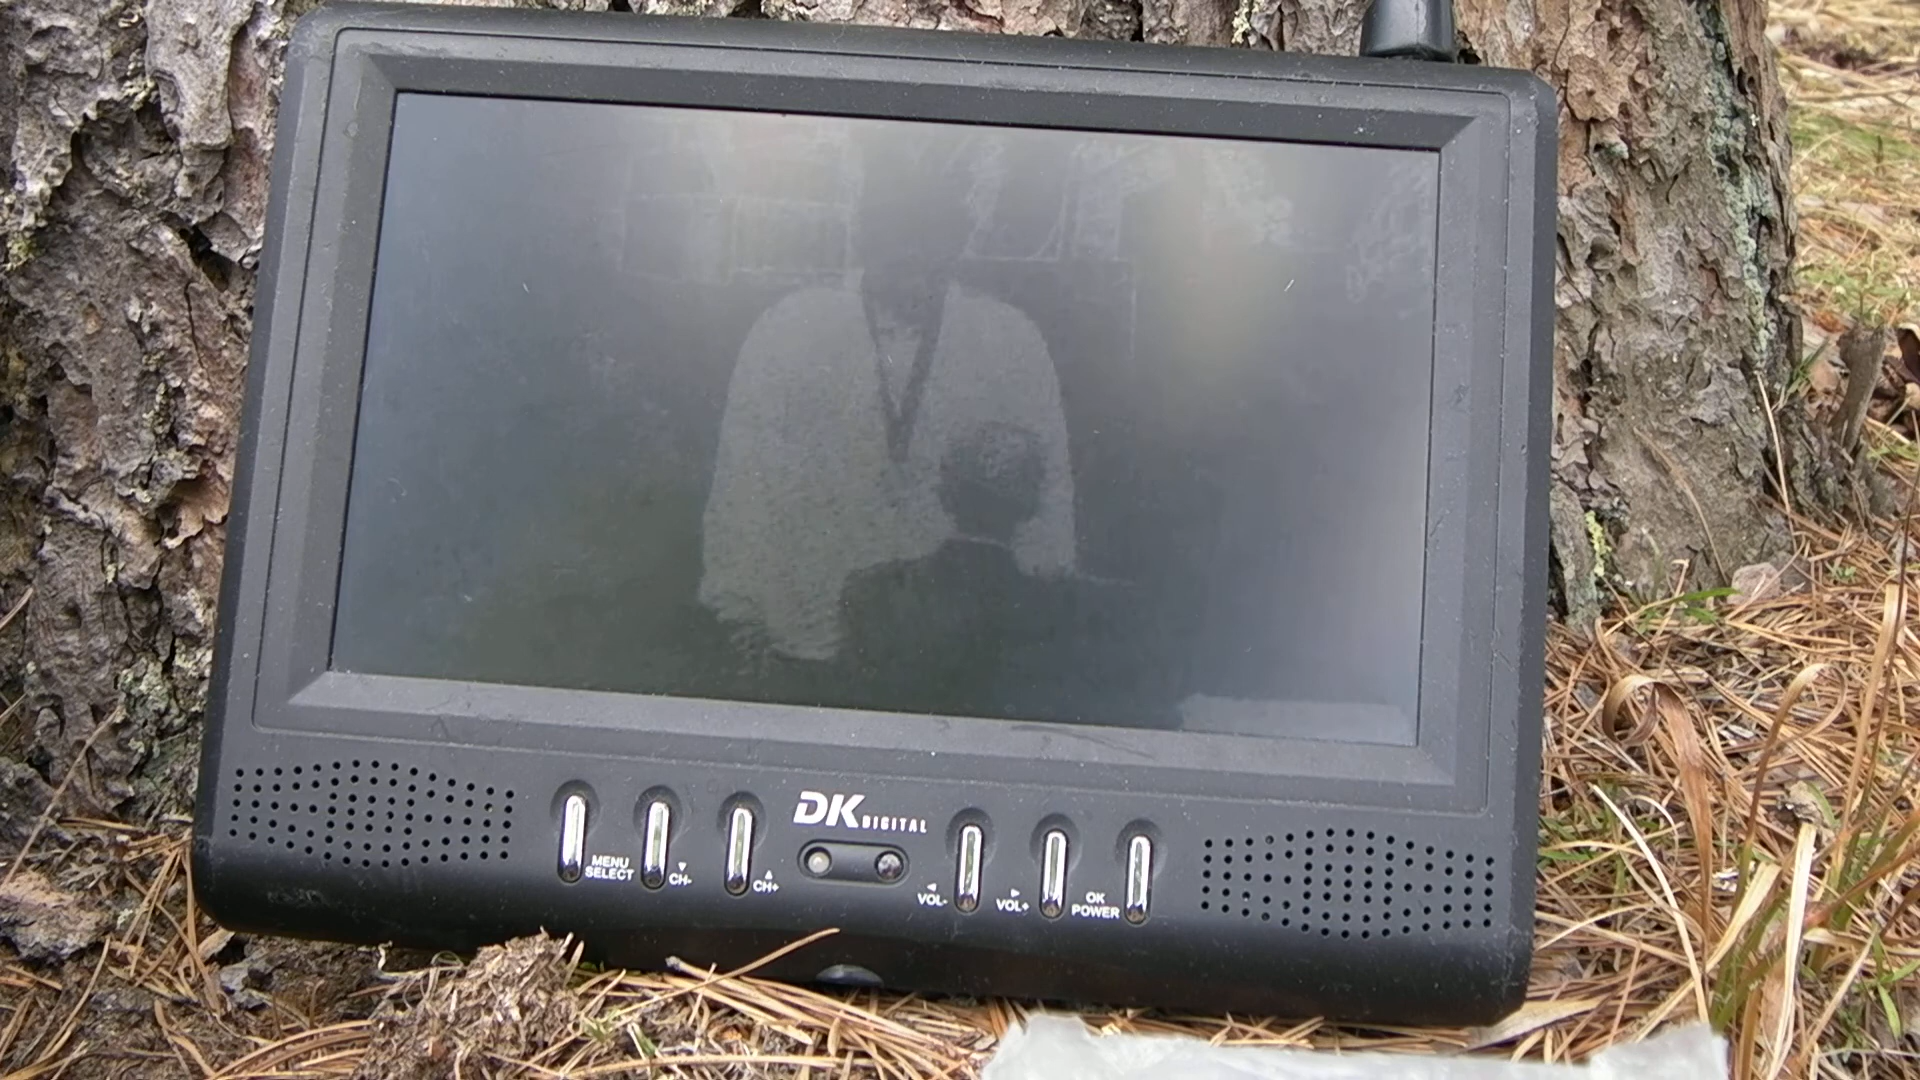 DK DIGITAL
MENU
SELECT
CH-
CH+
VOL-
VOL+
OK
POWER